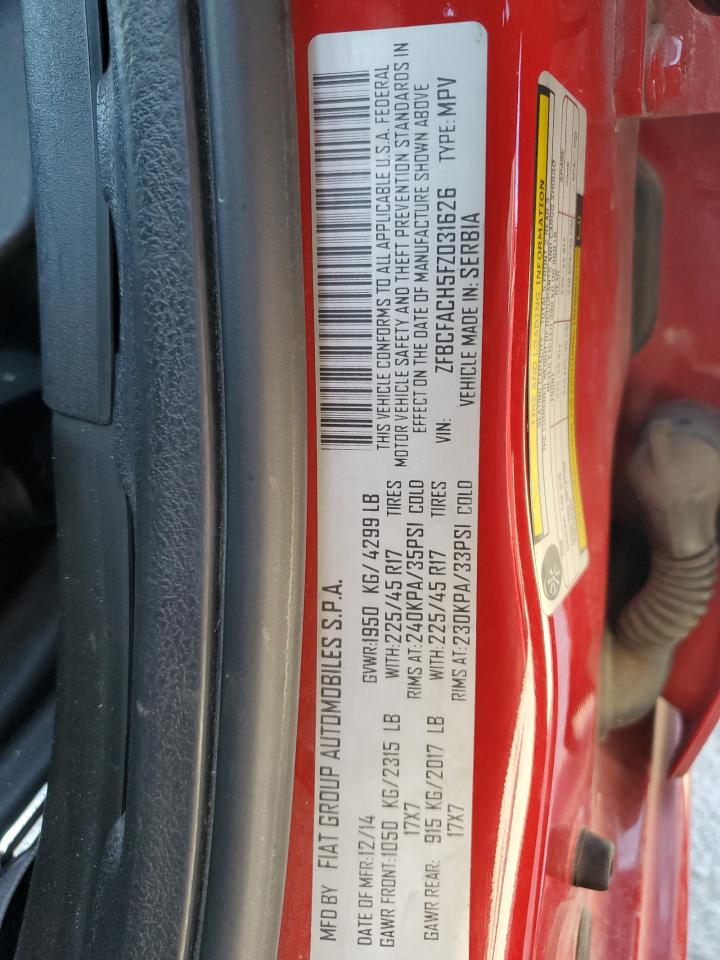 MFD BY FIAT GROUP AUTOMOBILES S.P.A.
DATE OF MFR:12/14 GVWR:1950 KG/4299 LB
GAWR FRONT:1050 KG/2315 LB WITH:225/45 R17 TIRES
17X7 RIMS AT:240KPA/35PSI COLD
GAWR REAR: 915 KG/2017 LB WITH:225/45 R17 TIRES
17X7 RIMS AT:230KPA/33PSI COLD
THIS VEHICLE CONFORMS TO ALL APPLICABLE U.S.A. FEDERAL
MOTOR VEHICLE SAFETY AND THEFT PREVENTION STANDARDS IN
EFFECT ON THE DATE OF MANUFACTURE SHOWN ABOVE
VIN: ZFBCFACH5FZ031626 TYPE:MPV
VEHICLE MADE IN: SERBIA
TIRE AND LOADING INFORMATION